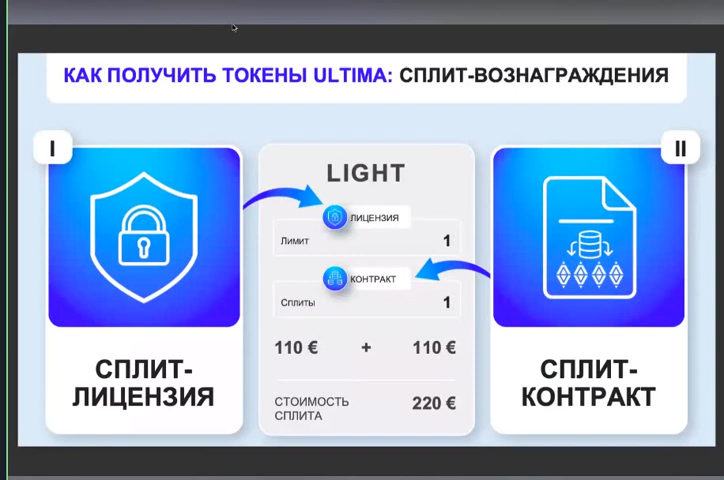 КАК ПОЛУЧИТЬ ТОКЕНЫ ULTIMA: СПЛИТ-ВОЗНАГРАЖДЕНИЯ
I
СПЛИТ-
ЛИЦЕНЗИЯ
LIGHT
ЛИЦЕНЗИЯ
Лимит 1
КОНТРАКТ
Сплиты 1
110 € + 110 €
СТОИМОСТЬ
СПЛИТА 220 €
II
СПЛИТ-
КОНТРАКТ